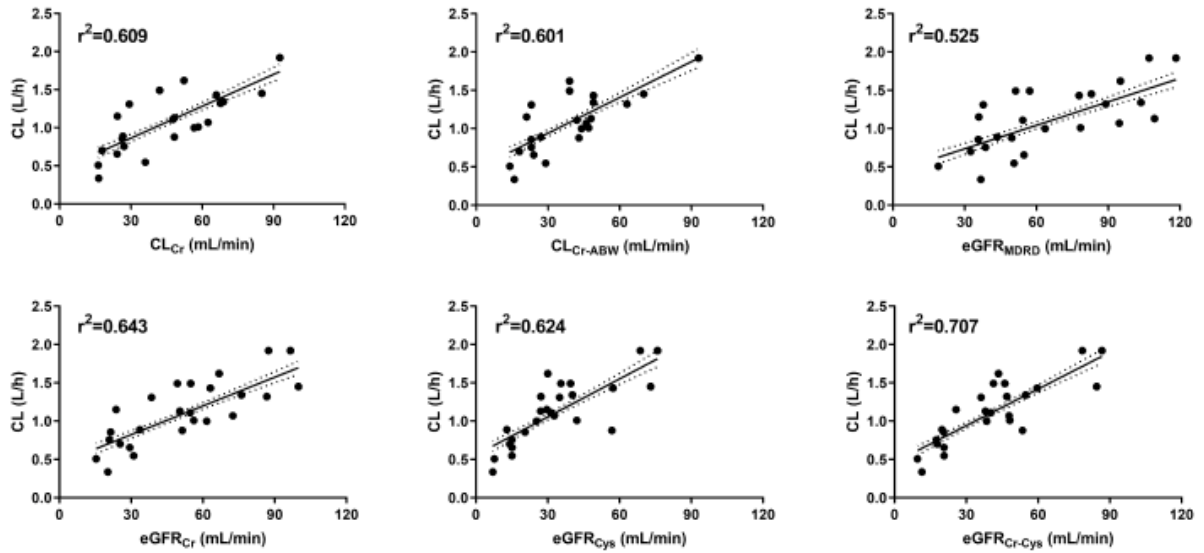 r²=0.609
CL (L/h)
2.5
2.0
1.5
1.0
0.5
0.0
0 30 60 90 120
CL_Cr (mL/min)
r²=0.601
CL (L/h)
2.5
2.0
1.5
1.0
0.5
0.0
0 30 60 90 120
CL_Cr-ABW (mL/min)
r²=0.525
CL (L/h)
2.5
2.0
1.5
1.0
0.5
0.0
0 30 60 90 120
eGFR_MDRD (mL/min)
r²=0.643
CL (L/h)
2.5
2.0
1.5
1.0
0.5
0.0
0 30 60 90 120
eGFR_Cr (mL/min)
r²=0.624
CL (L/h)
2.5
2.0
1.5
1.0
0.5
0.0
0 30 60 90 120
eGFR_Cys (mL/min)
r²=0.707
CL (L/h)
2.5
2.0
1.5
1.0
0.5
0.0
0 30 60 90 120
eGFR_Cr-Cys (mL/min)